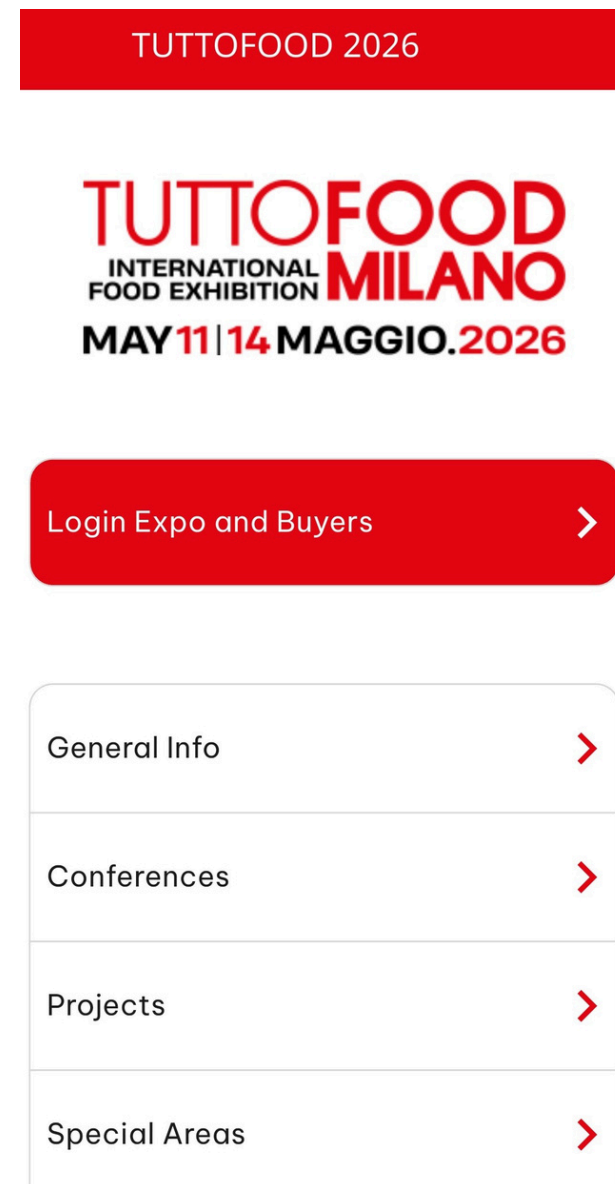 TUTTOFOOD 2026
TUTTOFOOD
INTERNATIONAL
FOOD EXHIBITION MILANO
MAY 11|14 MAGGIO.2026
Login Expo and Buyers
General Info
Conferences
Projects
Special Areas